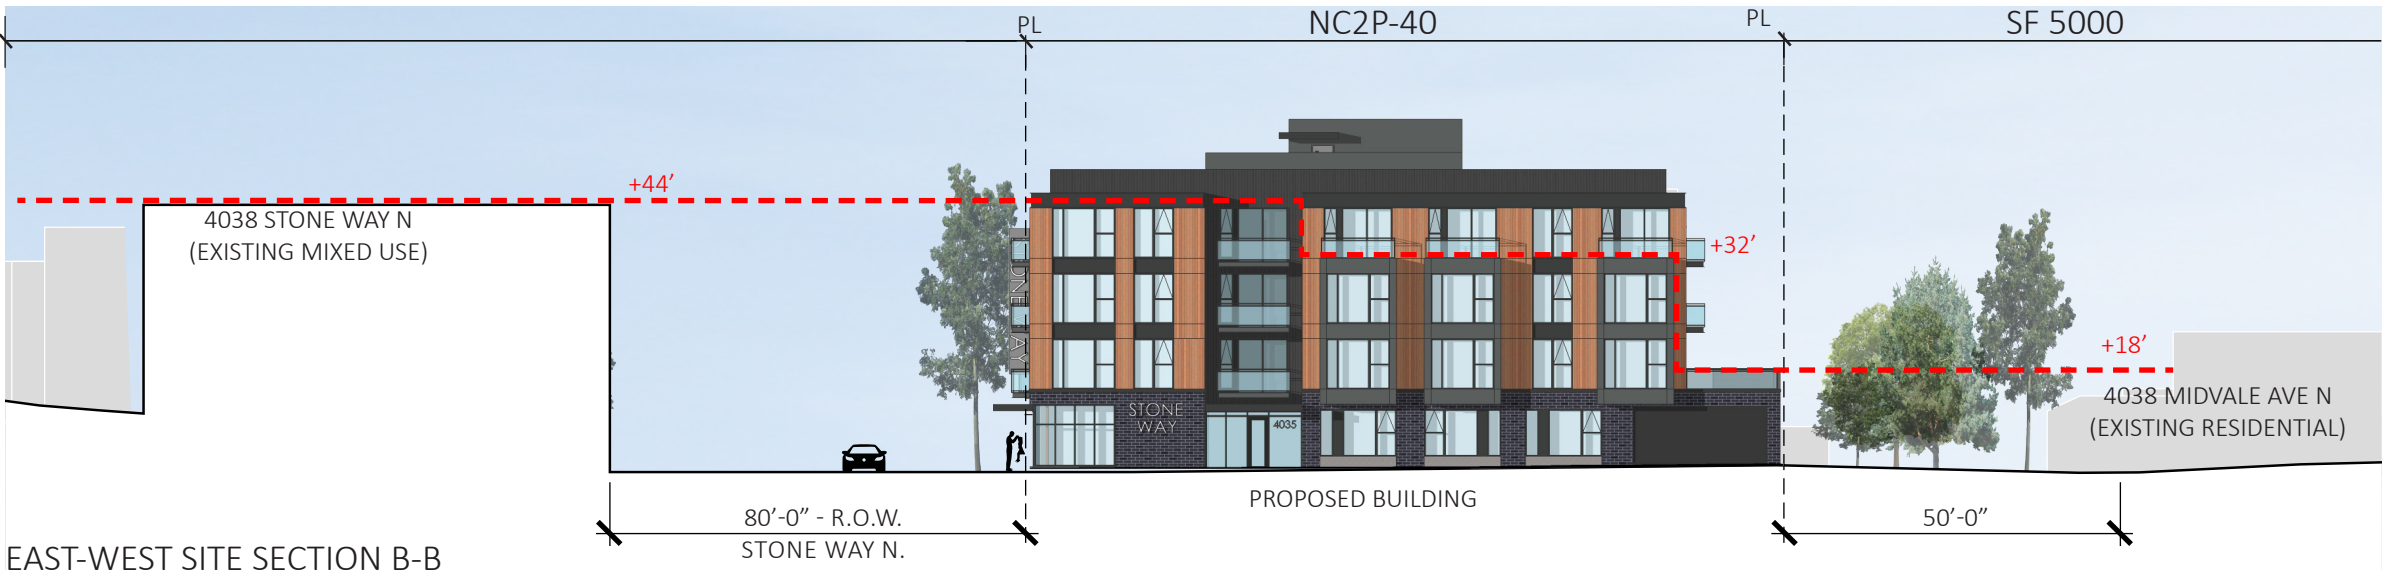 PL
NC2P-40
PL
SF 5000
+44'
4038 STONE WAY N
(EXISTING MIXED USE)
+32'
+18'
4038 MIDVALE AVE N
(EXISTING RESIDENTIAL)
STONE
WAY
4035
PROPOSED BUILDING
80'-0" - R.O.W.
STONE WAY N.
50'-0"
EAST-WEST SITE SECTION B-B